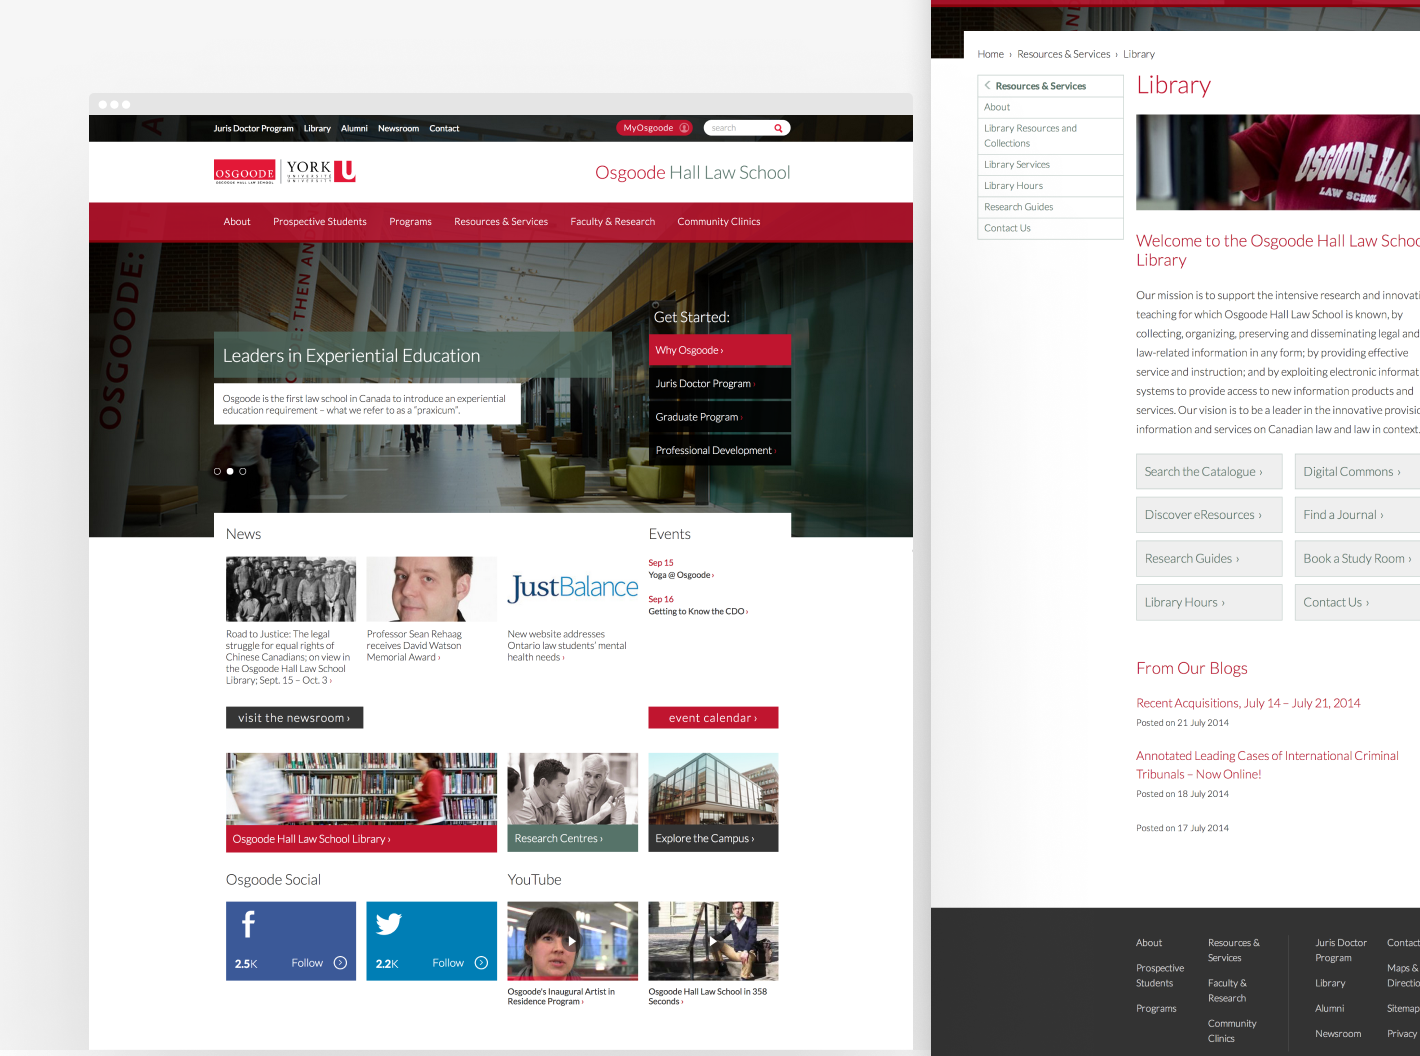 Juris Doctor Program Library Alumni Newsroom Contact
MyOsgoode
search
OSGOODE
OSGOODE HALL LAW SCHOOL
YORK U
UNIVERSITÉ
UNIVERSITY
Osgoode Hall Law School
About Prospective Students Programs Resources & Services Faculty & Research Community Clinics
OSGOODE:
THEN AN
Leaders in Experiential Education
Osgoode is the first law school in Canada to introduce an experiential
education requirement – what we refer to as a “praxicum”.
Get Started:
Why Osgoode ›
Juris Doctor Program ›
Graduate Program ›
Professional Development ›
News
Road to Justice: The legal
struggle for equal rights of
Chinese Canadians; on view in
the Osgoode Hall Law School
Library; Sept. 15 – Oct. 3 ›
Professor Sean Rehaag
receives David Watson
Memorial Award ›
JustBalance
New website addresses
Ontario law students’ mental
health needs ›
Events
Sep 15
Yoga @ Osgoode ›
Sep 16
Getting to Know the CDO ›
visit the newsroom ›
event calendar ›
Osgoode Hall Law School Library ›
Research Centres ›
Explore the Campus ›
Osgoode Social
2.5K Follow
2.2K Follow
YouTube
Osgoode's Inaugural Artist in
Residence Program ›
Osgoode Hall Law School in 358
Seconds ›
Home › Resources & Services › Library
Resources & Services
About
Library Resources and
Collections
Library Services
Library Hours
Research Guides
Contact Us
Library
OSGOODE HALL
LAW SCHOOL
Welcome to the Osgoode Hall Law Schoo
Library
Our mission is to support the intensive research and innovati
teaching for which Osgoode Hall Law School is known, by
collecting, organizing, preserving and disseminating legal and
law-related information in any form; by providing effective
service and instruction; and by exploiting electronic informat
systems to provide access to new information products and
services. Our vision is to be a leader in the innovative provisio
information and services on Canadian law and law in context.
Search the Catalogue ›
Digital Commons ›
Discover eResources ›
Find a Journal ›
Research Guides ›
Book a Study Room ›
Library Hours ›
Contact Us ›
From Our Blogs
Recent Acquisitions, July 14 – July 21, 2014
Posted on 21 July 2014
Annotated Leading Cases of International Criminal
Tribunals – Now Online!
Posted on 18 July 2014
Posted on 17 July 2014
About
Prospective
Students
Programs
Resources &
Services
Faculty &
Research
Community
Clinics
Juris Doctor
Program
Library
Alumni
Newsroom
Contact
Maps &
Directio
Sitemap
Privacy